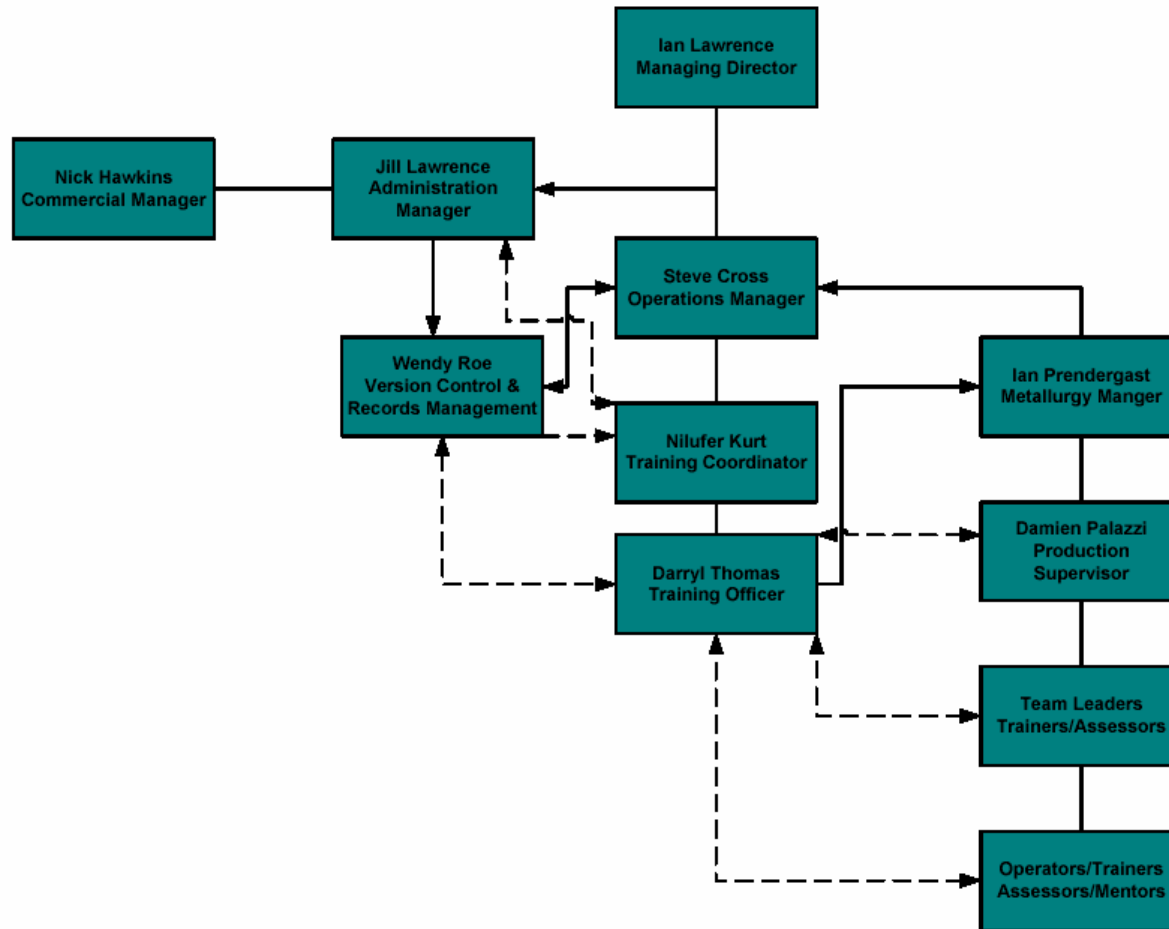 Ian Lawrence
Managing Director
Nick Hawkins
Commercial Manager
Jill Lawrence
Administration
Manager
Steve Cross
Operations Manager
Wendy Roe
Version Control &
Records Management
Ian Prendergast
Metallurgy Manger
Nilufer Kurt
Training Coordinator
Damien Palazzi
Production
Supervisor
Darryl Thomas
Training Officer
Team Leaders
Trainers/Assessors
Operators/Trainers
Assessors/Mentors